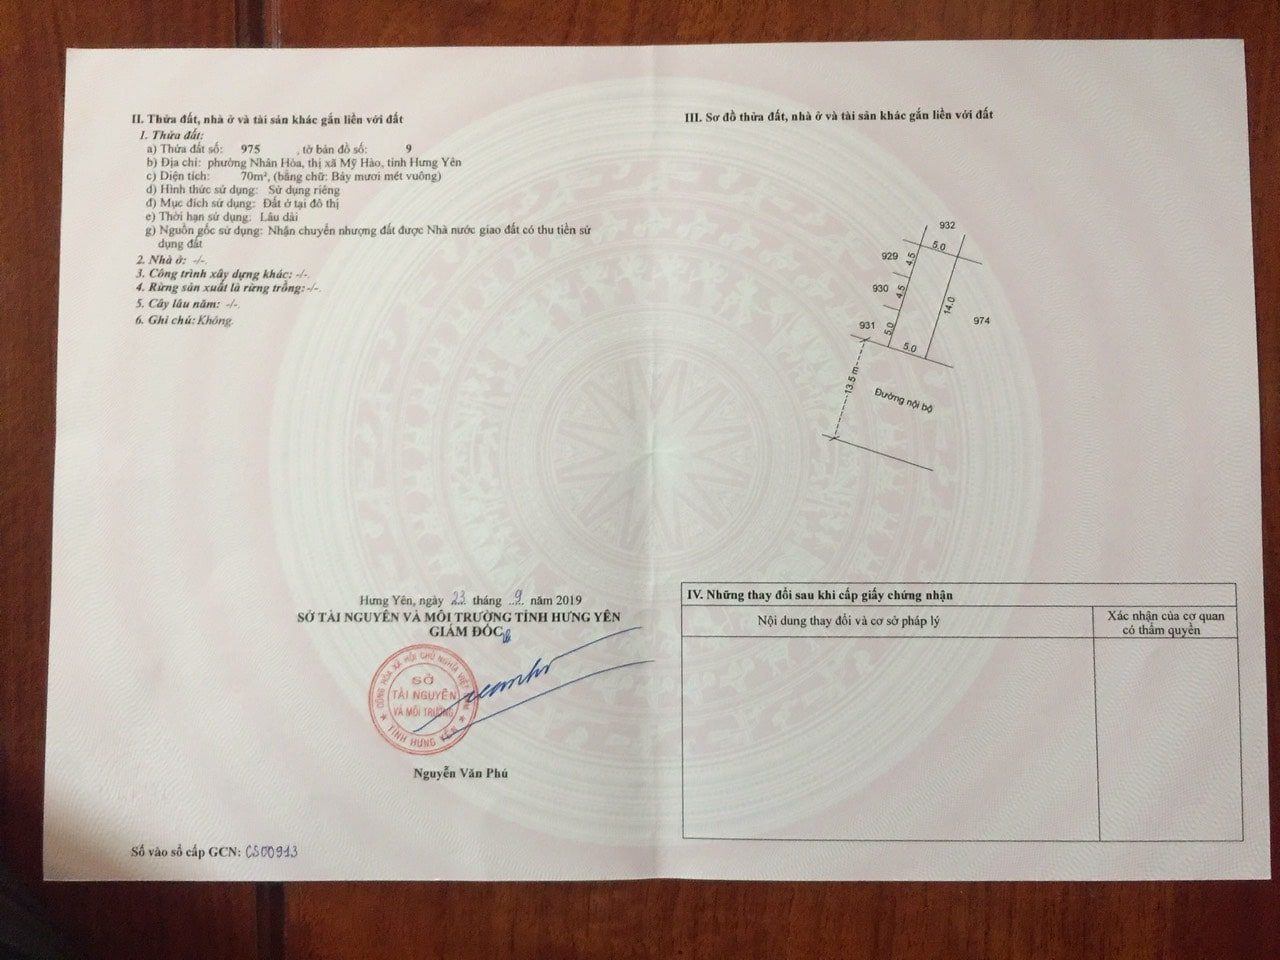 II. Thửa đất, nhà ở và tài sản khác gắn liền với đất
1. Thửa đất:
a) Thửa đất số: 975 , tờ bản đồ số: 9
b) Địa chỉ: phường Nhân Hòa, thị xã Mỹ Hào, tỉnh Hưng Yên
c) Diện tích: 70m², (bằng chữ: Bảy mươi mét vuông)
d) Hình thức sử dụng: Sử dụng riêng
đ) Mục đích sử dụng: Đất ở tại đô thị
e) Thời hạn sử dụng: Lâu dài
g) Nguồn gốc sử dụng: Nhận chuyển nhượng đất được Nhà nước giao đất có thu tiền sử
dụng đất
2. Nhà ở: -/-.
3. Công trình xây dựng khác: -/-.
4. Rừng sản xuất là rừng trồng: -/-.
5. Cây lâu năm: -/-.
6. Ghi chú: Không.
Hưng Yên, ngày 23 tháng 9 năm 2019
SỞ TÀI NGUYÊN VÀ MÔI TRƯỜNG TỈNH HƯNG YÊN
GIÁM ĐỐC
CỘNG HÒA XÃ HỘI CHỦ NGHĨA VIỆT NAM
SỞ
TÀI NGUYÊN
VÀ MÔI TRƯỜNG
TỈNH HƯNG YÊN
Nguyễn Văn Phú
Số vào sổ cấp GCN: CS00913
III. Sơ đồ thửa đất, nhà ở và tài sản khác gắn liền với đất
932
5.0
929
4.5
930
4.5
14.0
974
931
5.0
5.0
13.5 m
Đường nội bộ
IV. Những thay đổi sau khi cấp giấy chứng nhận
Nội dung thay đổi và cơ sở pháp lý
Xác nhận của cơ quan
có thẩm quyền